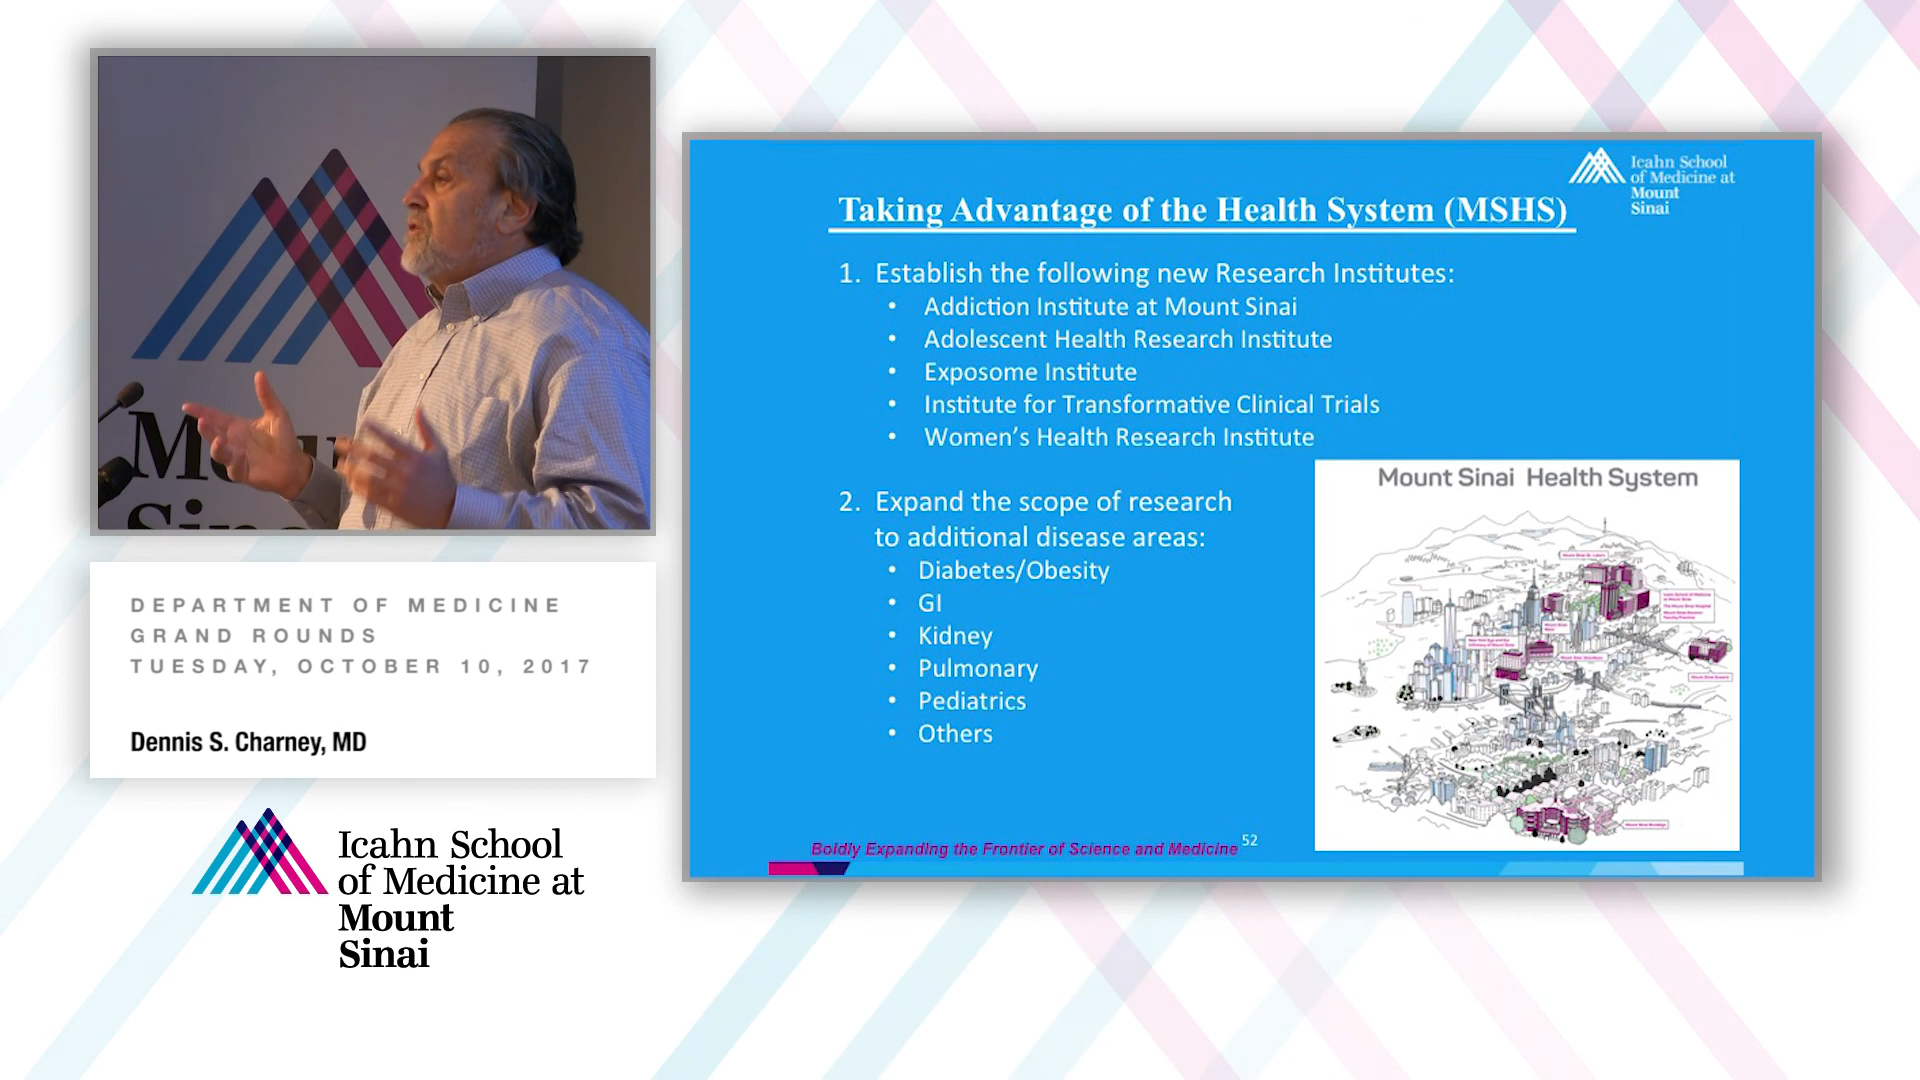 Mount
Sinai
DEPARTMENT OF MEDICINE
GRAND ROUNDS
TUESDAY, OCTOBER 10, 2017
Dennis S. Charney, MD
Icahn School
of Medicine at
Mount
Sinai
Icahn School
of Medicine at
Mount
Sinai
Taking Advantage of the Health System (MSHS)
1. Establish the following new Research Institutes:
• Addiction Institute at Mount Sinai
• Adolescent Health Research Institute
• Exposome Institute
• Institute for Transformative Clinical Trials
• Women's Health Research Institute
2. Expand the scope of research
to additional disease areas:
• Diabetes/Obesity
• GI
• Kidney
• Pulmonary
• Pediatrics
• Others
Mount Sinai Health System
Boldly Expanding the Frontier of Science and Medicine
52